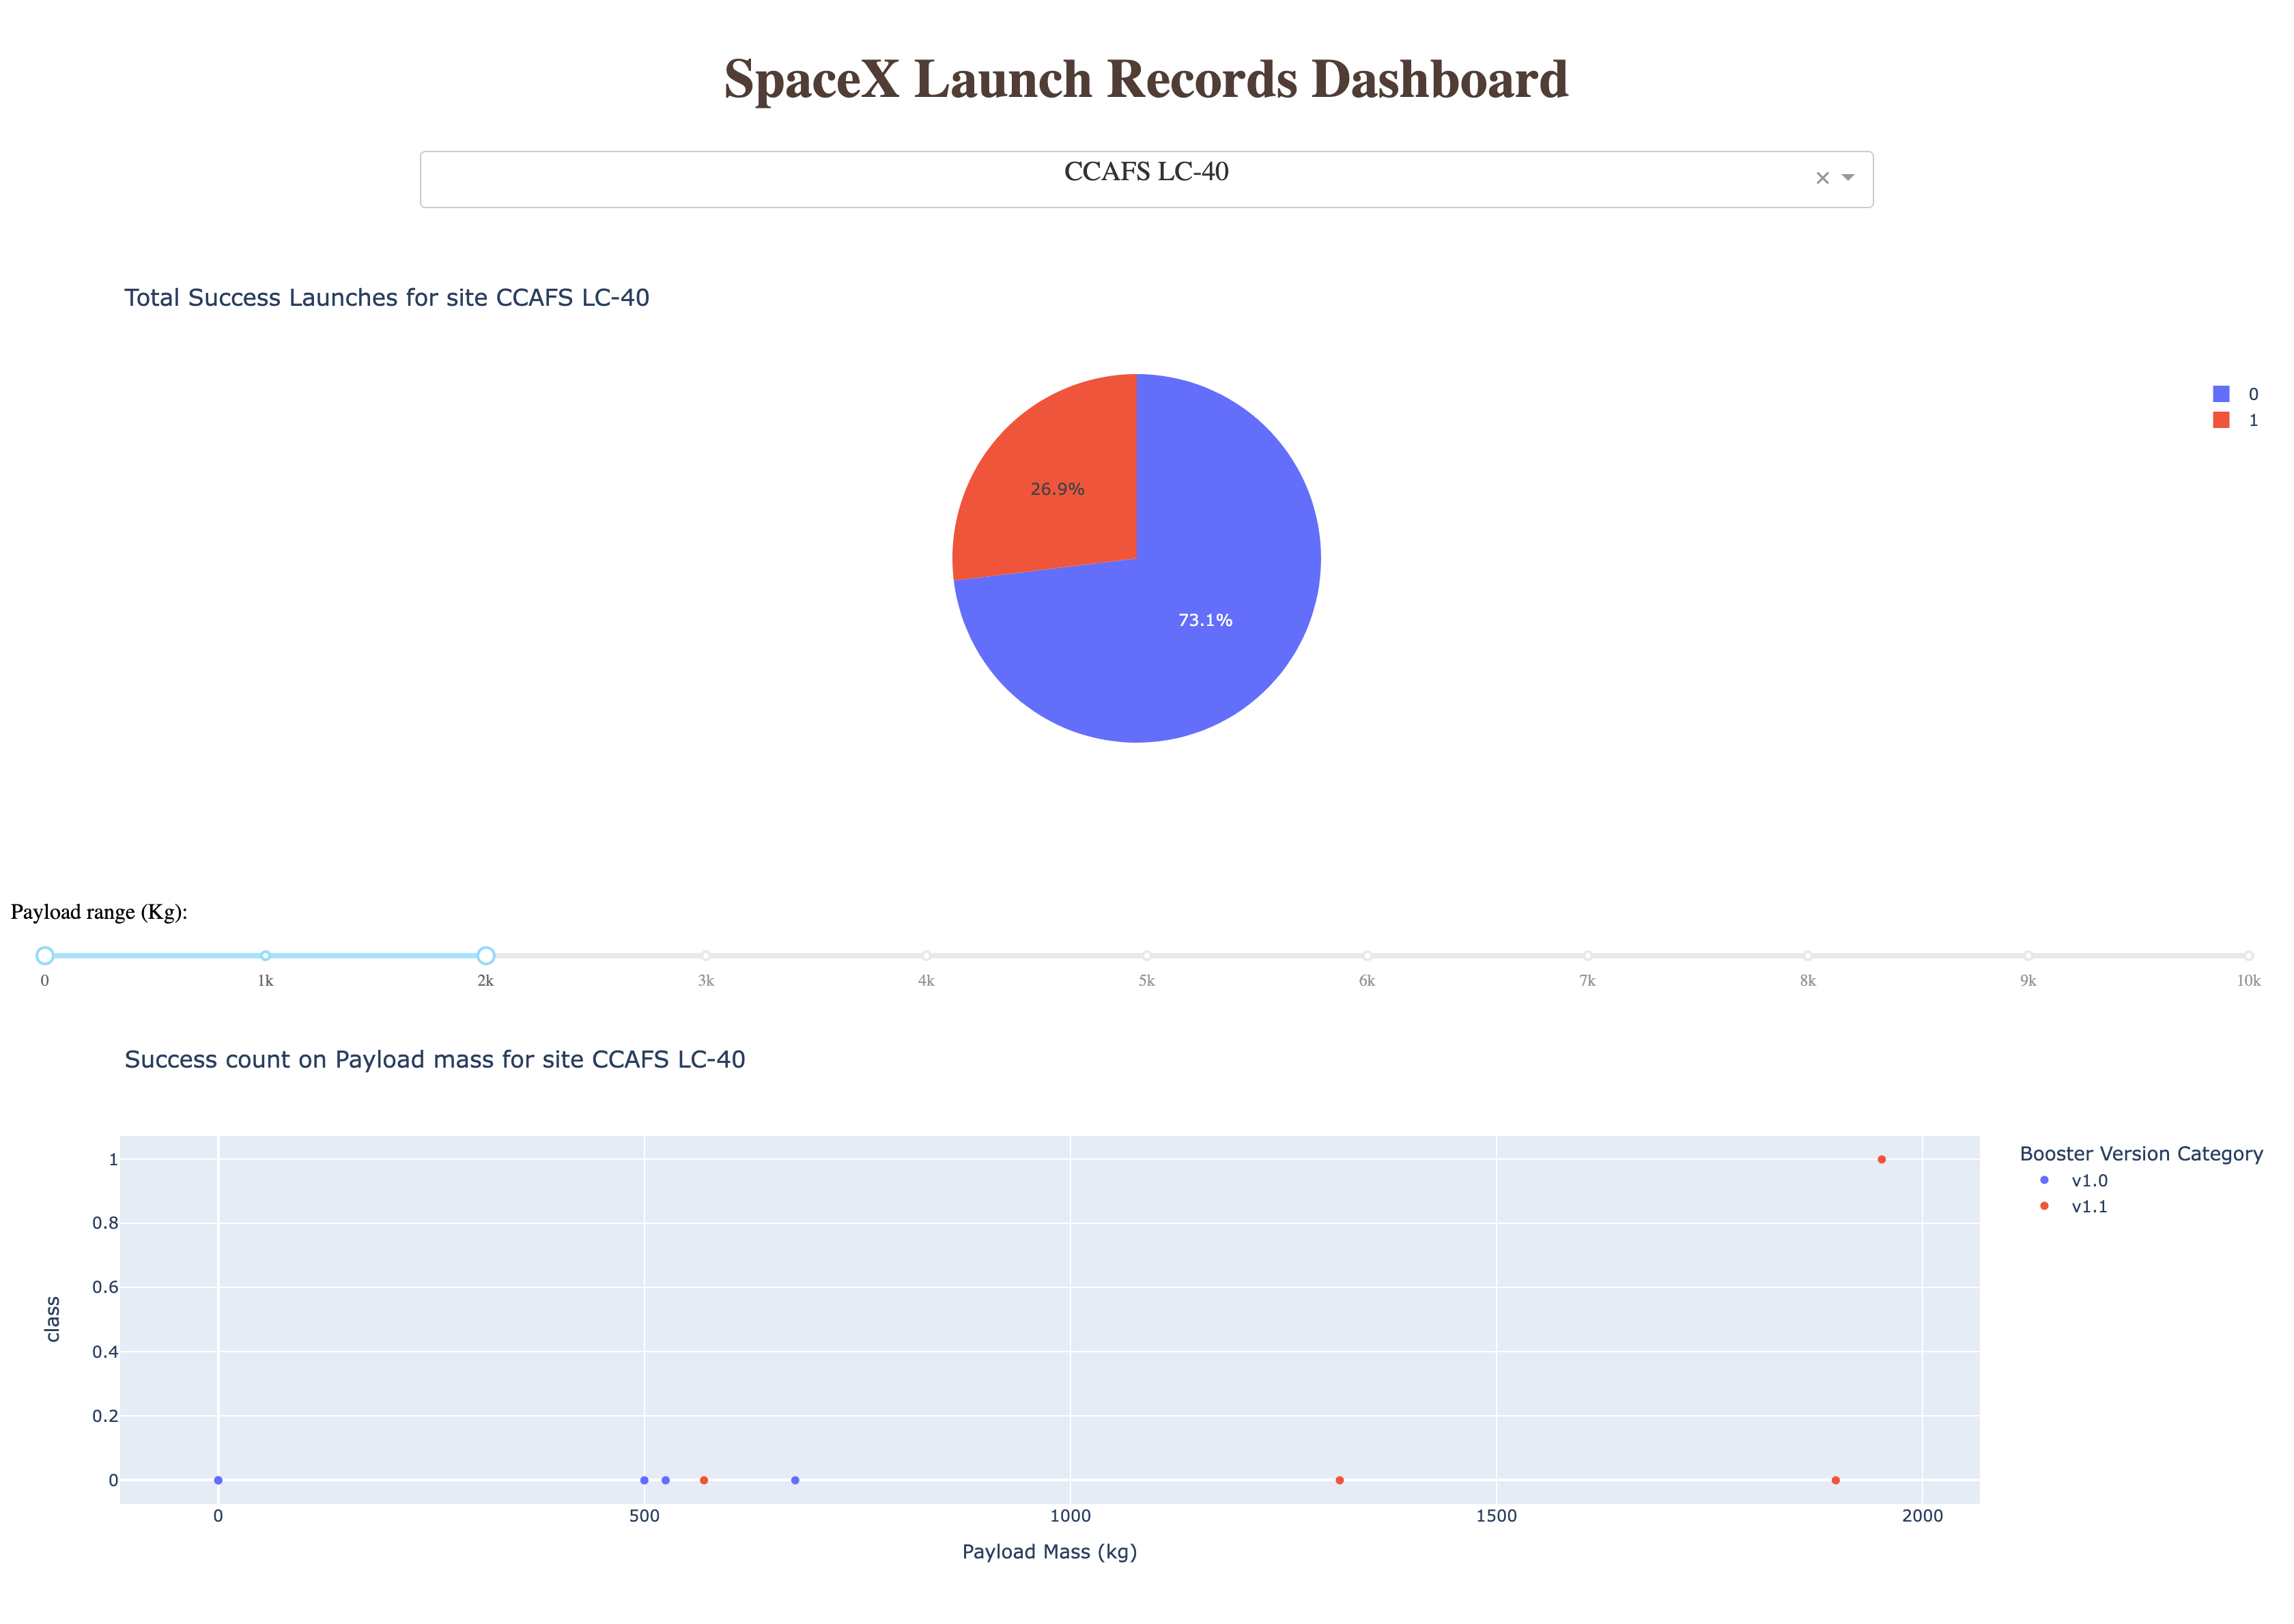 SpaceX Launch Records Dashboard
CCAFS LC-40
Total Success Launches for site CCAFS LC-40
0
1
26.9%
73.1%
Payload range (Kg):
0 1k 2k 3k 4k 5k 6k 7k 8k 9k 10k
Success count on Payload mass for site CCAFS LC-40
Booster Version Category
v1.0
v1.1
1
0.8
0.6
0.4
0.2
0
class
0 500 1000 1500 2000
Payload Mass (kg)